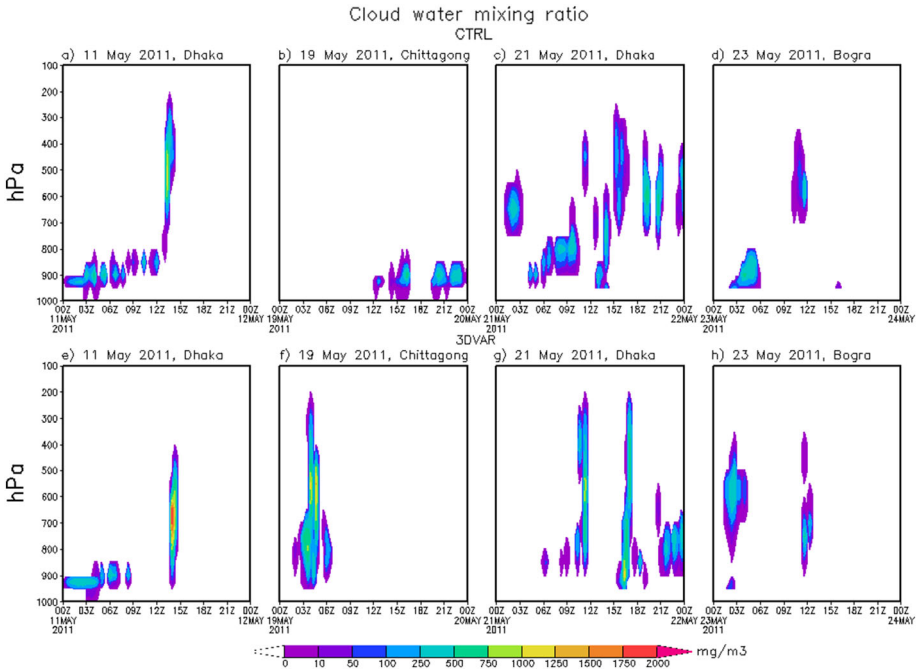 Cloud water mixing ratio
CTRL
a) 11 May 2011, Dhaka
b) 19 May 2011, Chittagong
c) 21 May 2011, Dhaka
d) 23 May 2011, Bogra
hPa
100
200
300
400
500
600
700
800
900
1000
00Z 03Z 06Z 09Z 12Z 15Z 18Z 21Z 00Z
11MAY 12MAY
2011
00Z 03Z 06Z 09Z 12Z 15Z 18Z 21Z 00Z
19MAY 20MAY
2011
00Z 03Z 06Z 09Z 12Z 15Z 18Z 21Z 00Z
21MAY 22MAY
2011
00Z 03Z 06Z 09Z 12Z 15Z 18Z 21Z 00Z
23MAY 24MAY
2011
3DVAR
e) 11 May 2011, Dhaka
f) 19 May 2011, Chittagong
g) 21 May 2011, Dhaka
h) 23 May 2011, Bogra
hPa
100
200
300
400
500
600
700
800
900
1000
00Z 03Z 06Z 09Z 12Z 15Z 18Z 21Z 00Z
11MAY 12MAY
2011
00Z 03Z 06Z 09Z 12Z 15Z 18Z 21Z 00Z
19MAY 20MAY
2011
00Z 03Z 06Z 09Z 12Z 15Z 18Z 21Z 00Z
21MAY 22MAY
2011
00Z 03Z 06Z 09Z 12Z 15Z 18Z 21Z 00Z
23MAY 24MAY
2011
0 10 50 100 250 500 750 1000 1250 1500 1750 2000
mg/m3